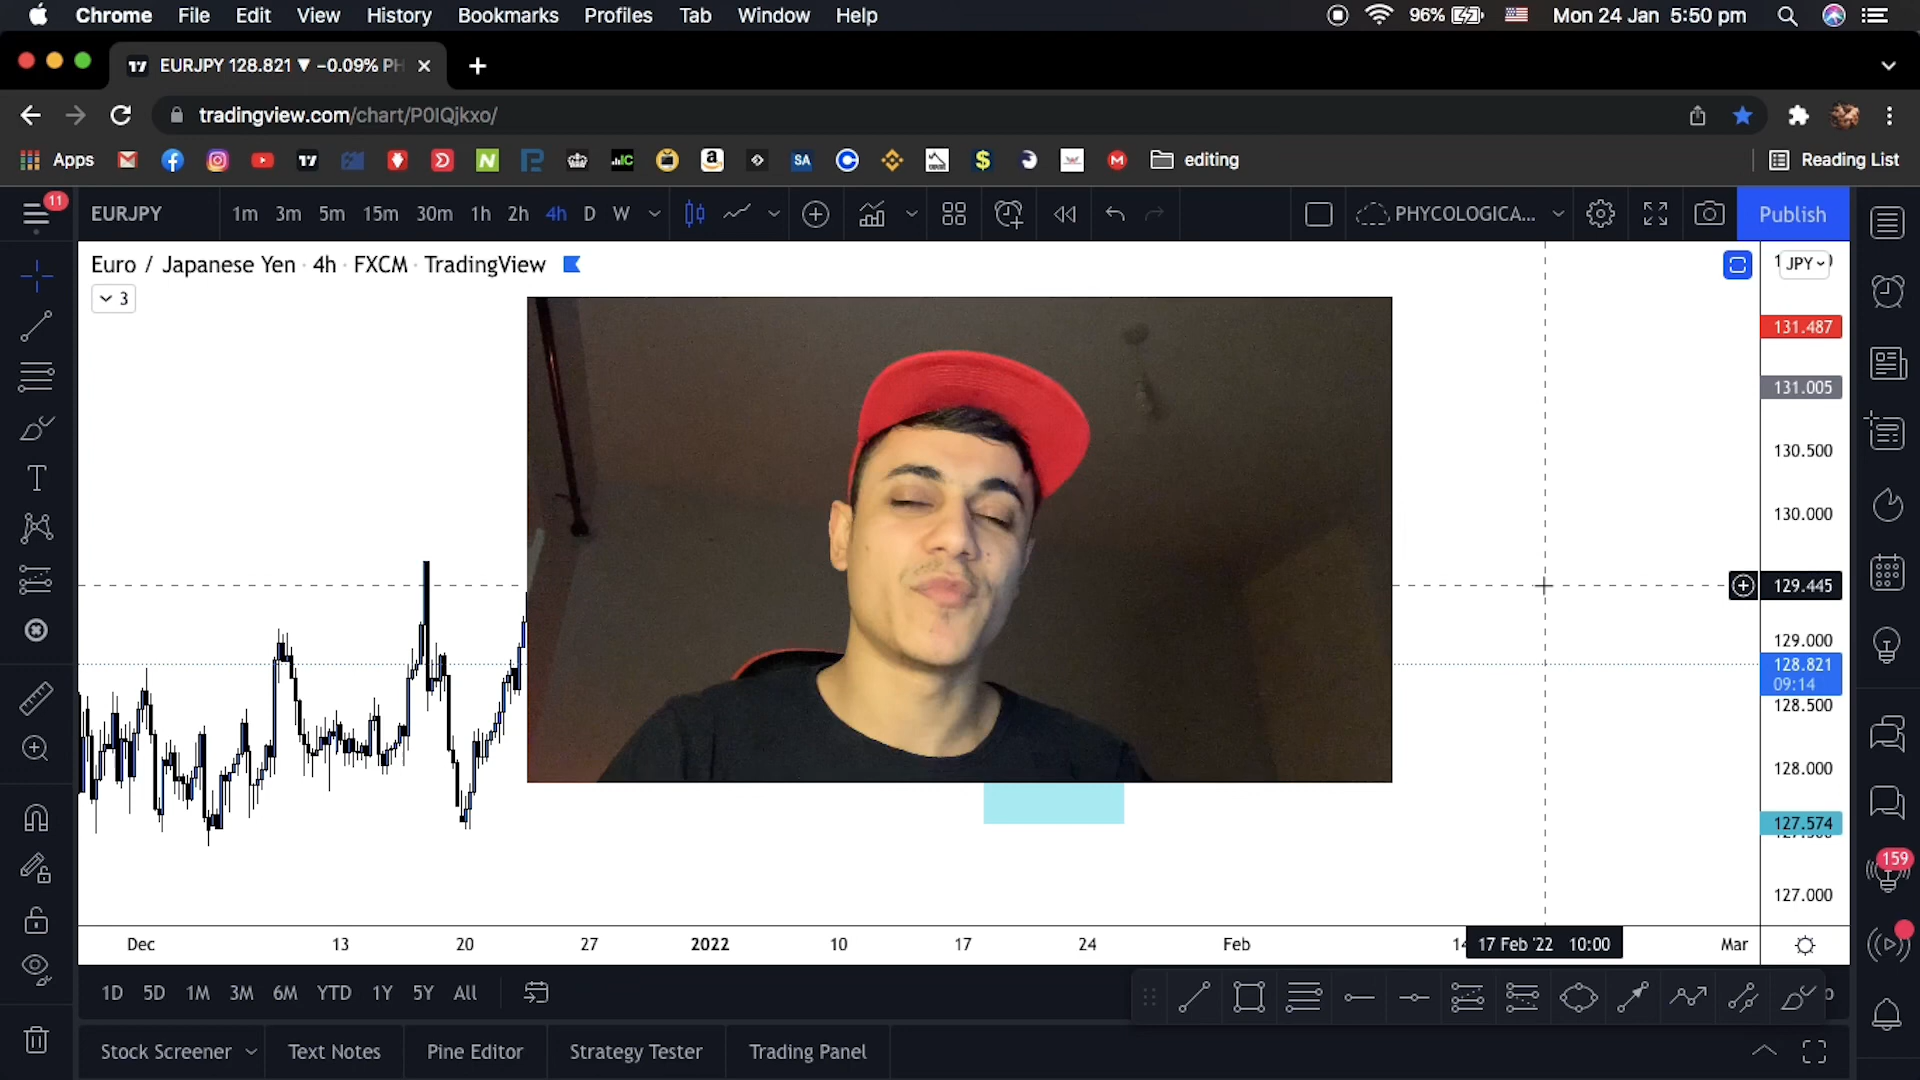 Chrome File Edit View History Bookmarks Profiles Tab Window Help 96% Mon 24 Jan 5:50 pm
EURJPY 128.821 ▼ −0.09% PH
tradingview.com/chart/P0IQjkxo/
Apps SA editing Reading List
11 EURJPY 1m 3m 5m 15m 30m 1h 2h 4h D W PHYCOLOGICA... Publish
Euro / Japanese Yen · 4h · FXCM · TradingView
JPY
3
131.487
131.005
130.500
130.000
129.445
129.000
128.821
09:14
128.500
128.000
127.574
159
127.000
Dec 13 20 27 2022 10 17 24 Feb 17 Feb '22 10:00 Mar
1D 5D 1M 3M 6M YTD 1Y 5Y All
Stock Screener Text Notes Pine Editor Strategy Tester Trading Panel